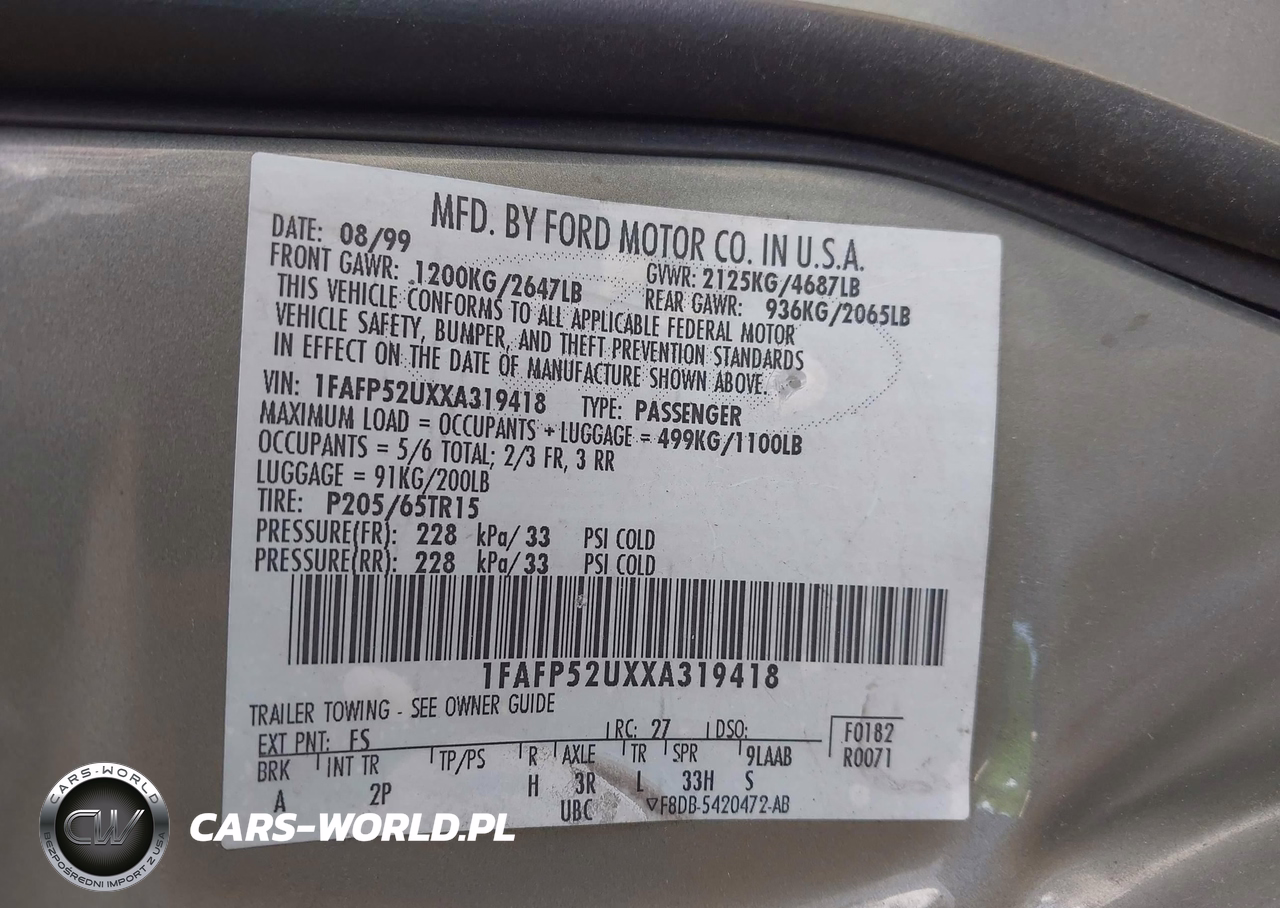 MFD. BY FORD MOTOR CO. IN U.S.A.
DATE: 08/99 GVWR: 2125KG/4687LB
FRONT GAWR: 1200KG/2647LB REAR GAWR: 936KG/2065LB
THIS VEHICLE CONFORMS TO ALL APPLICABLE FEDERAL MOTOR
VEHICLE SAFETY, BUMPER, AND THEFT PREVENTION STANDARDS
IN EFFECT ON THE DATE OF MANUFACTURE SHOWN ABOVE.
VIN: 1FAFP52UXXA319418 TYPE: PASSENGER
MAXIMUM LOAD = OCCUPANTS + LUGGAGE = 499KG/1100LB
OCCUPANTS = 5/6 TOTAL; 2/3 FR, 3 RR
LUGGAGE = 91KG/200LB
TIRE: P205/65TR15
PRESSURE(FR): 228 kPa/ 33 PSI COLD
PRESSURE(RR): 228 kPa/ 33 PSI COLD
1FAFP52UXXA319418
TRAILER TOWING - SEE OWNER GUIDE
EXT PNT: FS RC: 27 DSO: F0182
BRK INT TR TP/PS R AXLE TR SPR 9LAAB R0071
A 2P H 3R L 33H S
UBC ▽F8DB-5420472-AB
CARS-WORLD
CW
BEZPOŚREDNI IMPORT Z USA
CARS-WORLD.PL